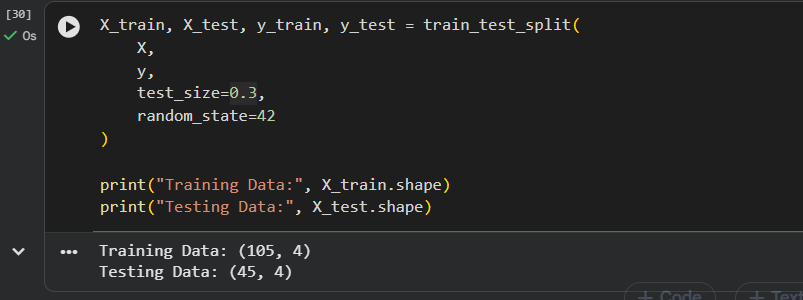 [30]
0s
X_train, X_test, y_train, y_test = train_test_split(
    X,
    y,
    test_size=0.3,
    random_state=42
)
print("Training Data:", X_train.shape)
print("Testing Data:", X_test.shape)
Training Data: (105, 4)
Testing Data: (45, 4)
+ Code + Text